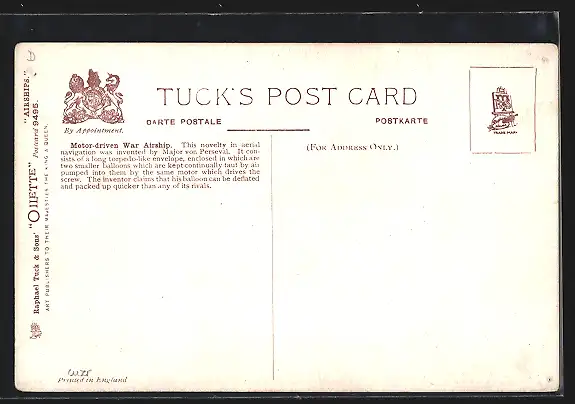 TUCK'S POST CARD
CARTE POSTALE
POSTKARTE
By Appointment.
(FOR ADDRESS ONLY.)
TRADE MARK
Motor-driven War Airship. This novelty in aerial
navigation was invented by Major von Perseval. It con-
sists of a long torpedo-like envelope, enclosed in which are
two smaller balloons which are kept continually taut by air
pumped into them by the same motor which drives the
screw. The inventor claims that his balloon can be deflated
and packed up quicker than any of its rivals.
Raphael Tuck & Sons' "OILETTE" Postcard 9495. "AIRSHIPS."
ART PUBLISHERS TO THEIR MAJESTIES THE KING & QUEEN.
Printed in England